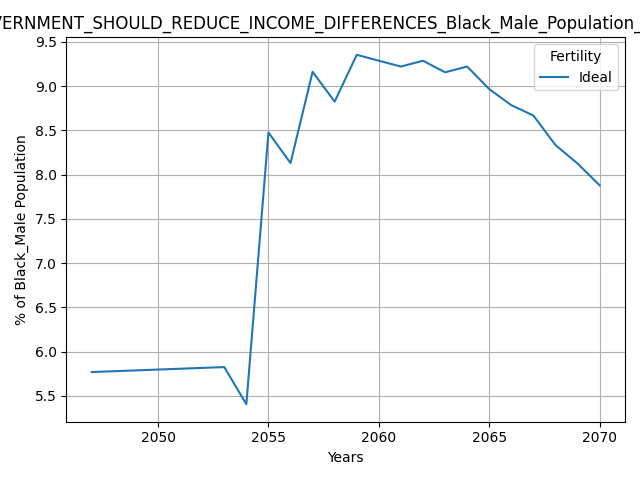 VERNMENT_SHOULD_REDUCE_INCOME_DIFFERENCES_Black_Male_Population_
Fertility
Ideal
% of Black_Male Population
9.5
9.0
8.5
8.0
7.5
7.0
6.5
6.0
5.5
2050 2055 2060 2065 2070
Years